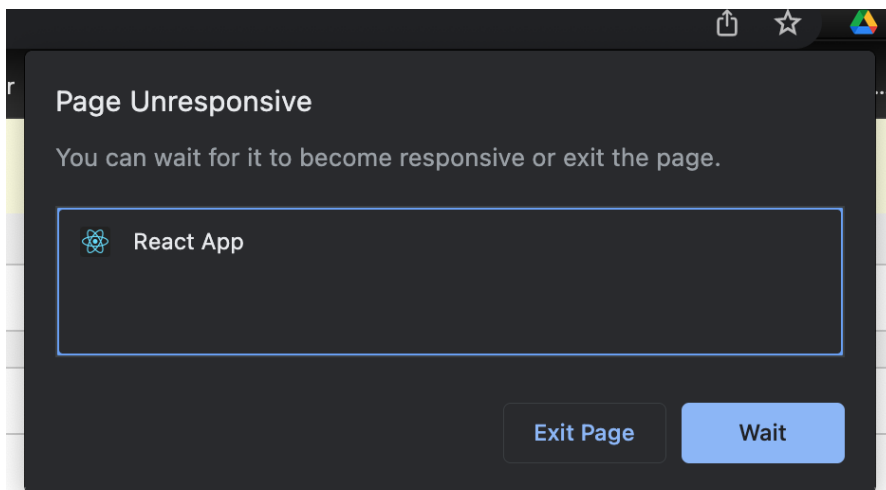 r
Page Unresponsive
You can wait for it to become responsive or exit the page.
React App
Exit Page
Wait